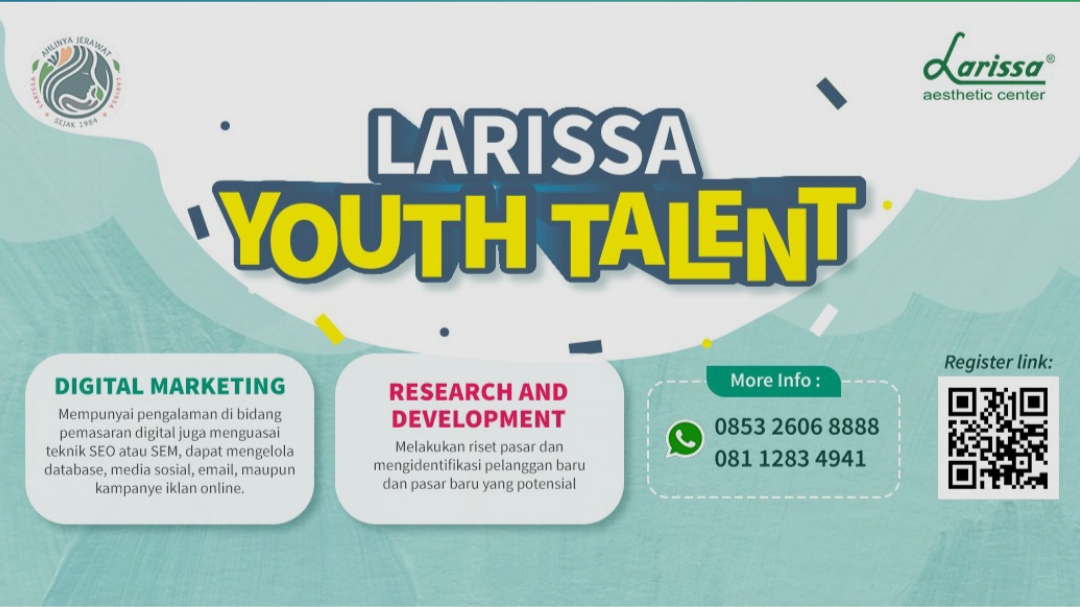 AHLINYA JERAWAT
LARISSA
SEJAK 1984
Larissa®
aesthetic center
LARISSA
YOUTH TALENT
DIGITAL MARKETING
Mempunyai pengalaman di bidang
pemasaran digital juga menguasai
teknik SEO atau SEM, dapat mengelola
database, media sosial, email, maupun
kampanye iklan online.
RESEARCH AND
DEVELOPMENT
Melakukan riset pasar dan
mengidentifikasi pelanggan baru
dan pasar baru yang potensial
More Info :
0853 2606 8888
081 1283 4941
Register link: